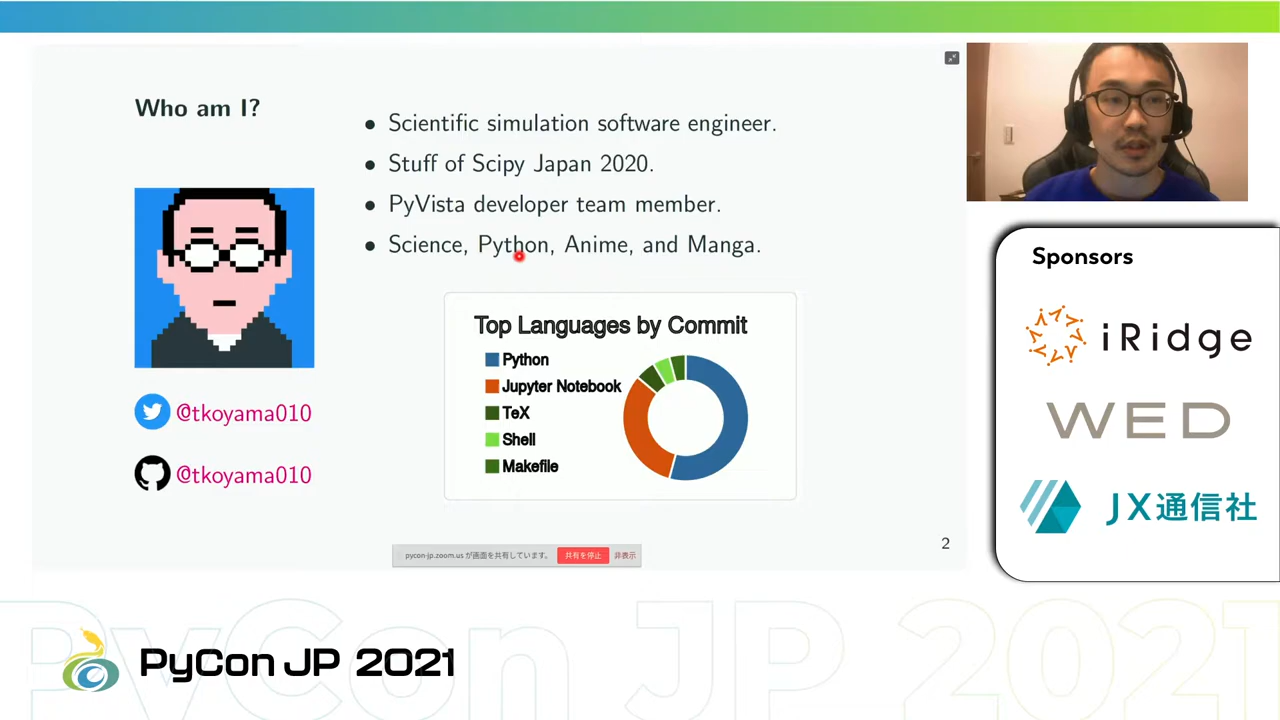 Who am I?
• Scientific simulation software engineer.
• Stuff of Scipy Japan 2020.
• PyVista developer team member.
• Science, Python, Anime, and Manga.
Top Languages by Commit
Python
Jupyter Notebook
TeX
Shell
Makefile
@tkoyama010
@tkoyama010
pycon-jp.zoom.us が画面を共有しています。 共有を停止 非表示
2
Sponsors
iRidge
WED
JX通信社
PyCon JP 2021
PyCon JP 2021